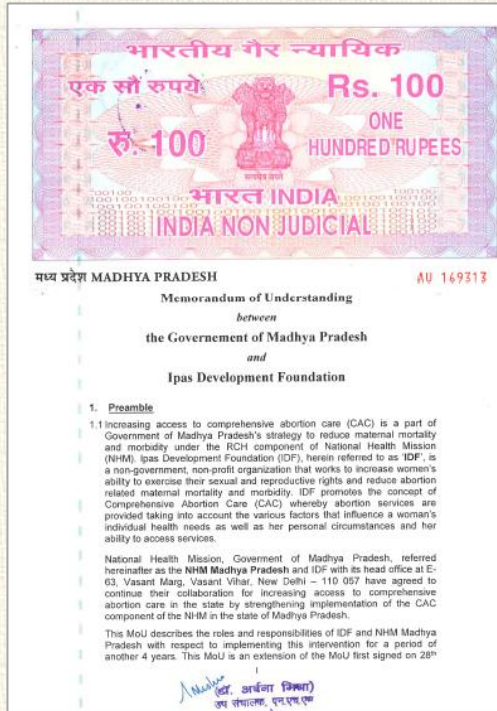 भारतीय गैर न्यायिक
एक सौ रुपये
Rs. 100
रु. 100
ONE
HUNDRED RUPEES
सत्यमेव जयते
भारत INDIA
INDIA NON JUDICIAL
मध्य प्रदेश MADHYA PRADESH
AU 169313
Memorandum of Understanding
between
the Governement of Madhya Pradesh
and
Ipas Development Foundation
1. Preamble
1.1 Increasing access to comprehensive abortion care (CAC) is a part of
Government of Madhya Pradesh's strategy to reduce maternal mortality
and morbidity under the RCH component of National Health Mission
(NHM). Ipas Development Foundation (IDF), herein referred to as 'IDF', is
a non-government, non-profit organization that works to increase women's
ability to exercise their sexual and reproductive rights and reduce abortion
related maternal mortality and morbidity. IDF promotes the concept of
Comprehensive Abortion Care (CAC) whereby abortion services are
provided taking into account the various factors that influence a woman's
individual health needs as well as her personal circumstances and her
ability to access services.
National Health Mission, Goverment of Madhya Pradesh, referred
hereinafter as the NHM Madhya Pradesh and IDF with its head office at E-
63, Vasant Marg, Vasant Vihar, New Delhi – 110 057 have agreed to
continue their collaboration for increasing access to comprehensive
abortion care in the state by strengthening implementation of the CAC
component of the NHM in the state of Madhya Pradesh.
This MoU describes the roles and responsibilities of IDF and NHM Madhya
Pradesh with respect to implementing this intervention for a period of
another 4 years. This MoU is an extension of the MoU first signed on 28th
1
(डॉ. अर्चना मिश्रा)
उप संचालक, एन.एच.एम